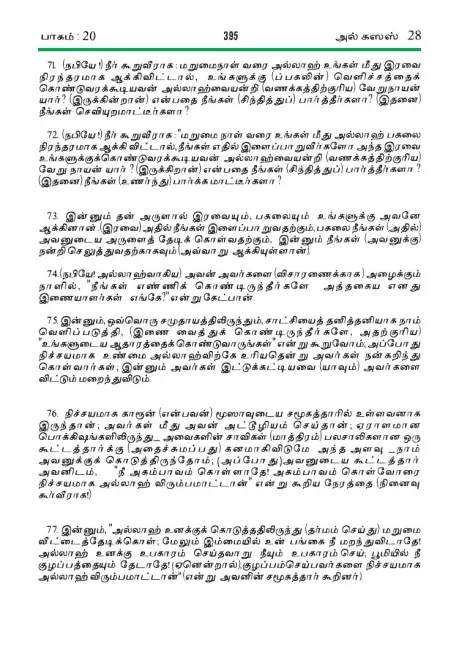 பாகம் : 20 395 அல் கஸஸ் 28
71. (நபியே!) நீர் கூறுவீராக : மறுமைநாள் வரை அல்லாஹ் உங்கள் மீது இரவை
நிரந்தரமாக ஆக்கிவிட்டால், உங்களுக்கு (ப்பகலின்) வெளிச்சத்தைக்
கொண்டுவரக்கூடியவன் அல்லாஹ்வையன்றி (வணக்கத்திற்குரிய) வேறுநாயன்
யார்? (இருக்கின்றான்) என்பதை நீங்கள் (சிந்தித்துப்) பார்த்தீர்களா? (இதனை)
நீங்கள் செவியுறமாட்டீர்களா?
72. (நபியே!) நீர் கூறுவீராக : "மறுமை நாள் வரை உங்கள் மீது அல்லாஹ் பகலை
நிரந்தரமாக ஆக்கி விட்டால், நீங்கள் எதில் இளைப்பாறுவீர்களோ அந்த இரவை
உங்களுக்குக்கொண்டுவரக்கூடியவன் அல்லாஹ்வையன்றி (வணக்கத்திற்குரிய)
வேறு நாயன் யார் ? (இருக்கிறான்) என்பதை நீங்கள் (சிந்தித்துப்) பார்த்தீர்களா ?
(இதனை) நீங்கள் (உணர்ந்து) பார்க்க மாட்டீர்களா ?
73. இன்னும் தன் அருளால் இரவையும், பகலையும் உங்களுக்கு அவனே
ஆக்கினான். (இரவு) அதில் நீங்கள் இளைப்பாறுவதற்கும், பகலை நீங்கள் (அதில்)
அவனுடைய அருளைத் தேடிக் கொள்வதற்கும், இன்னும் நீங்கள் (அவனுக்கு)
நன்றி செலுத்துவதற்காகவும் (அவ்வாறு ஆக்கியுள்ளான்).
74.(நபியே! அல்லாஹ்வாகிய) அவன் அவர்களை (விசாரணைக்காக) அழைக்கும்
நாளில், "நீங்கள் எண்ணிக் கொண்டிருந்தீர்களே அத்தகைய எனது
இணையாளர்கள் எங்கே?" என்று கேட்பான்.
75. இன்னும், ஒவ்வொரு சமுதாயத்திலிருந்தும், சாட்சியைத் தனித்தனியாக நாம்
வெளிப்படுத்தி, (இணை வைத்துக் கொண்டிருந்தீர்களே, அதற்குரிய)
"உங்களுடைய ஆதாரத்தைக் கொண்டுவாருங்கள்" என்று கூறுவோம்; அப்போது
நிச்சயமாக உண்மை அல்லாஹ்விற்கே உரியதென்று அவர்கள் நன்கறிந்து
கொள்வார்கள் ; இன்னும் அவர்கள் இட்டுக்கட்டியவை (யாவும்) அவர்களை
விட்டும் மறைந்துவிடும்.
76. நிச்சயமாக காரூன் (என்பவன்) மூஸாவுடைய சமூகத்தாரில் உள்ளவனாக
இருந்தான் ; அவர்கள் மீது அவன் அட்டூழியம் செய்தான் ; ஏராளமான
பொக்கிஷங்களிலிருந்து_ அவைகளின் சாவிகள் (மாத்திரம்) பலசாலிகளான ஒரு
கூட்டத்தார்க்கு (அதைச்சுமப்பது) கனமாகிவிடுமே அந்த அளவு _நாம்
அவனுக்குக் கொடுத்திருந்தோம் ; (அப்போது)அவனுடைய கூட்டத்தார்
அவனிடம், "நீ அகம்பாவம் கொள்ளாதே! அகம்பாவம் கொள்வோரை
நிச்சயமாக அல்லாஹ் விரும்பமாட்டான்" என்று கூறிய நேரத்தை (நினைவு
கூர்வீராக!)
77. இன்னும், "அல்லாஹ் உனக்குக் கொடுத்ததிலிருந்து (தர்மம் செய்து) மறுமை
வீட்டைத்தேடிக்கொள் ; மேலும் இம்மையில் உன் பங்கை நீ மறந்துவிடாதே!
அல்லாஹ் உனக்கு உபகாரம் செய்தவாறு நீயும் உபகாரம் செய்; பூமியில் நீ
குழப்பத்தையும் தேடாதே! (ஏனென்றால்),குழப்பம்செய்பவர்களை நிச்சயமாக
அல்லாஹ் விரும்பமாட்டான்" (என்று அவனின் சமூகத்தார் கூறினர்).